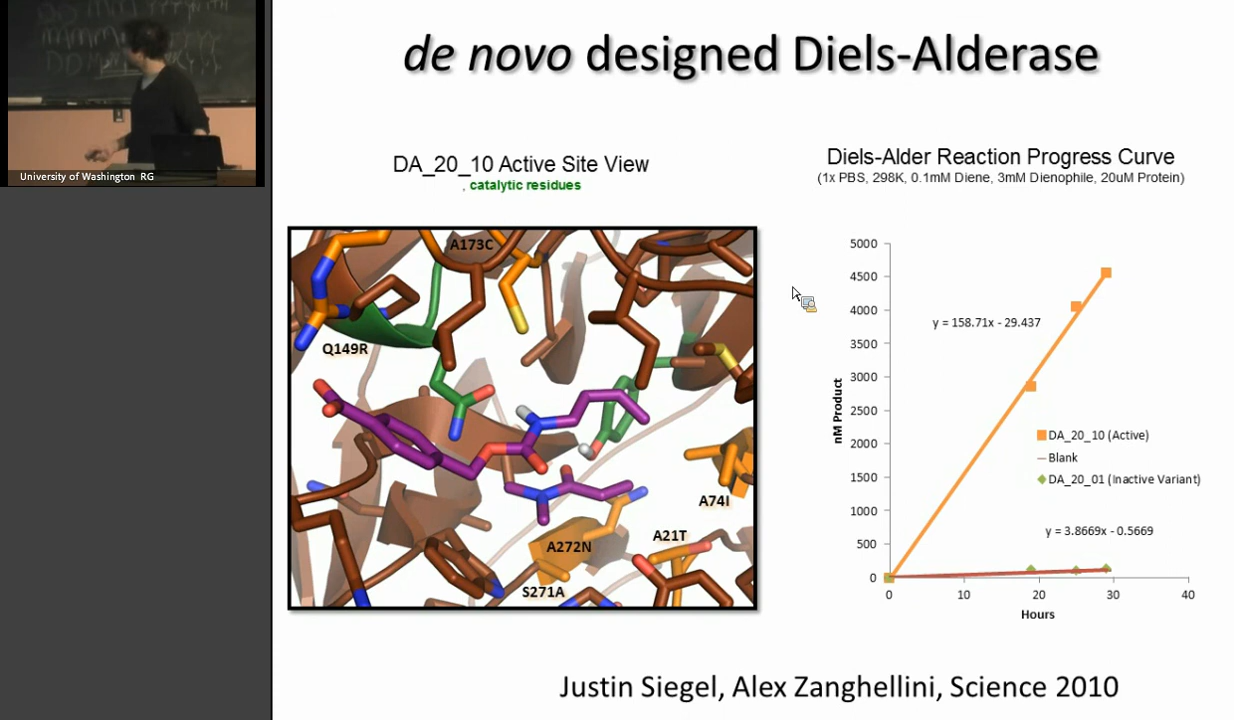 University of Washington RG
de novo designed Diels-Alderase
DA_20_10 Active Site View
, catalytic residues
A173C
Q149R
A74I
A272N
A21T
S271A
Diels-Alder Reaction Progress Curve
(1x PBS, 298K, 0.1mM Diene, 3mM Dienophile, 20uM Protein)
5000
4500
4000
3500
3000
2500
2000
1500
1000
500
0
nM Product
y = 158.71x - 29.437
DA_20_10 (Active)
Blank
DA_20_01 (Inactive Variant)
y = 3.8669x - 0.5669
0 10 20 30 40
Hours
Justin Siegel, Alex Zanghellini, Science 2010